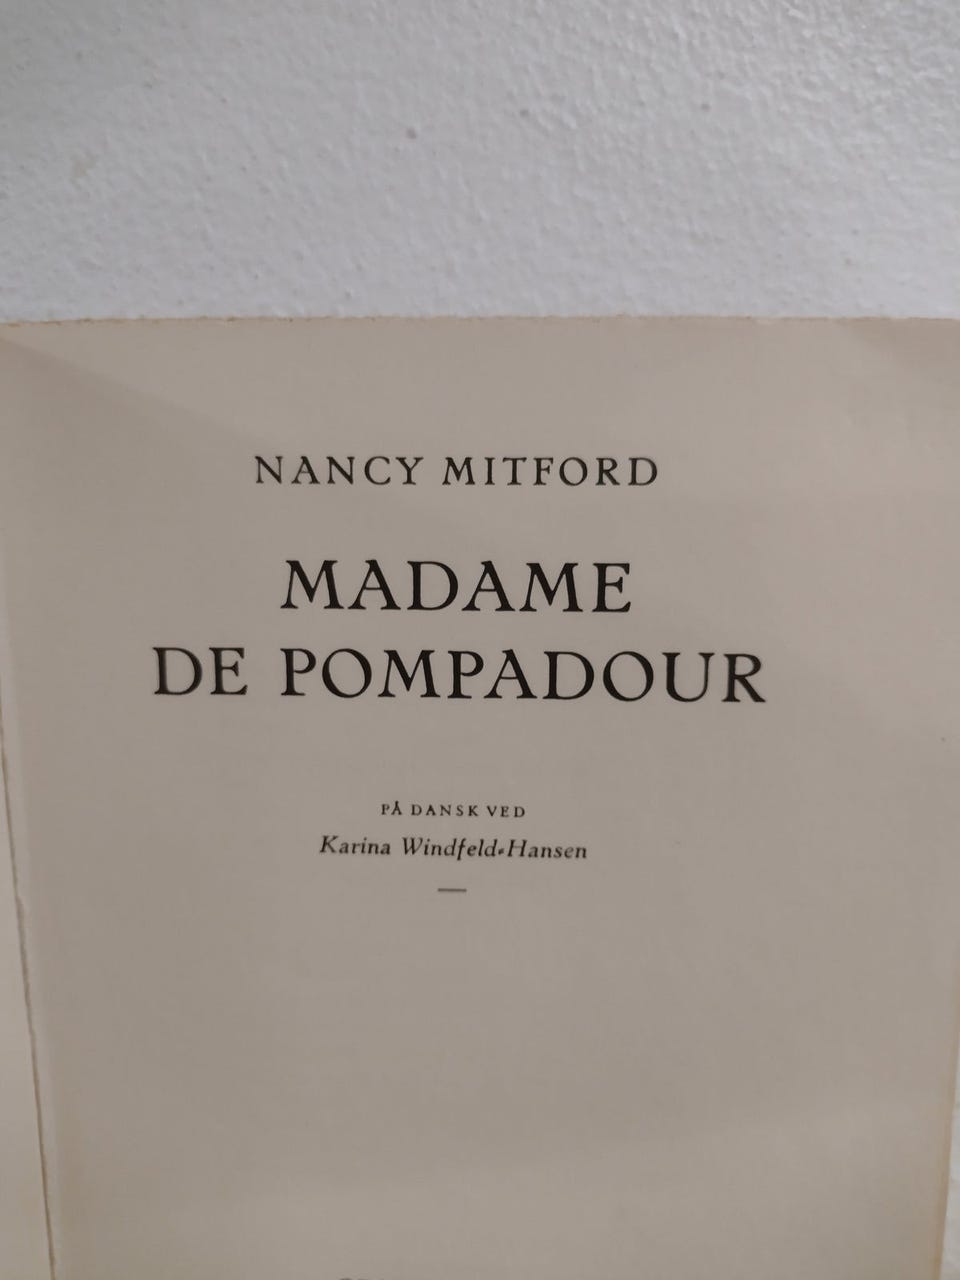 NANCY MITFORD
MADAME
DE POMPADOUR
PÅ DANSK VED
Karina Windfeld-Hansen